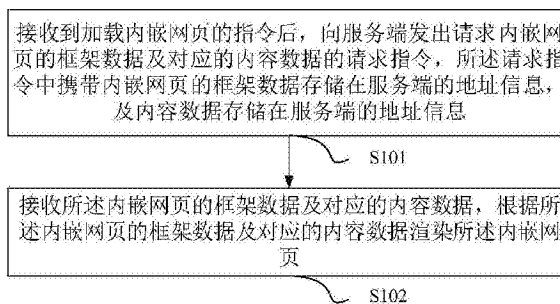 接收到加载内嵌网页的指令后，向服务端发出请求内嵌网
页的框架数据及对应的内容数据的请求指令，所述请求指
令中携带内嵌网页的框架数据存储在服务端的地址信息，
及内容数据存储在服务端的地址信息
S101
接收所述内嵌网页的框架数据及对应的内容数据，根据所
述内嵌网页的框架数据及对应的内容数据渲染所述内嵌网
页
S102